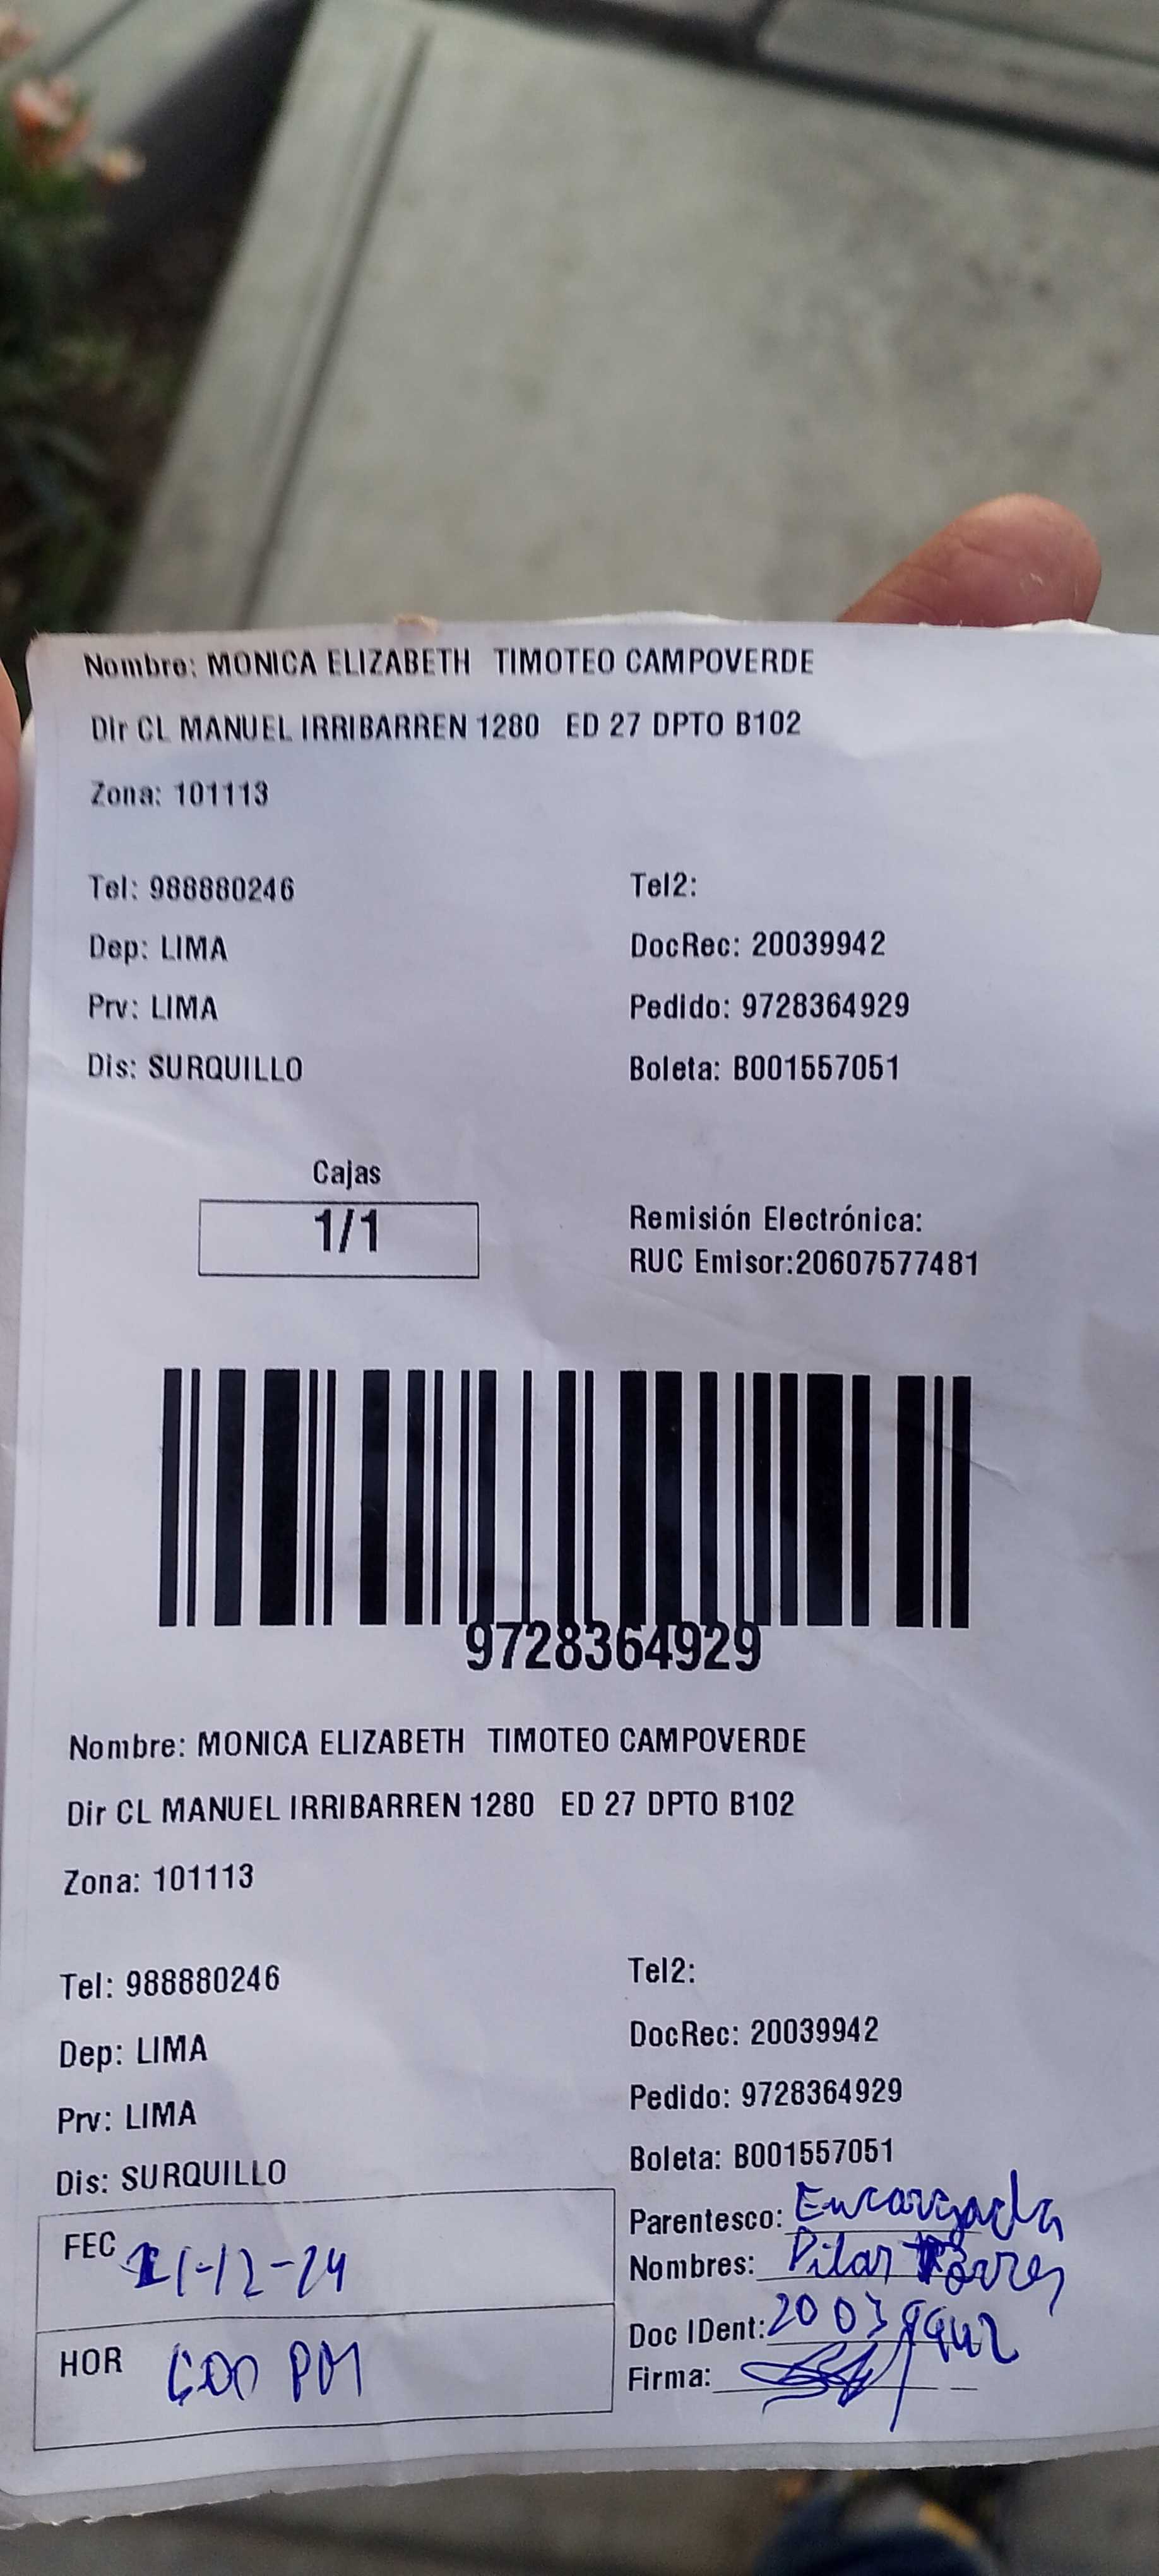 Nombre: MONICA ELIZABETH TIMOTEO CAMPOVERDE
Dir CL MANUEL IRRIBARREN 1280 ED 27 DPTO B102
Zona: 101113
Tel: 988880246 Tel2:
Dep: LIMA DocRec: 20039942
Prv: LIMA Pedido: 9728364929
Dis: SURQUILLO Boleta: B001557051
Cajas
1/1
Remisión Electrónica:
RUC Emisor:20607577481
9728364929
Nombre: MONICA ELIZABETH TIMOTEO CAMPOVERDE
Dir CL MANUEL IRRIBARREN 1280 ED 27 DPTO B102
Zona: 101113
Tel: 988880246 Tel2:
Dep: LIMA DocRec: 20039942
Prv: LIMA Pedido: 9728364929
Dis: SURQUILLO Boleta: B001557051
FEC
HOR PM
Parentesco: Encargada
Nombres: Pilar
Doc IDent: 20039942
Firma: